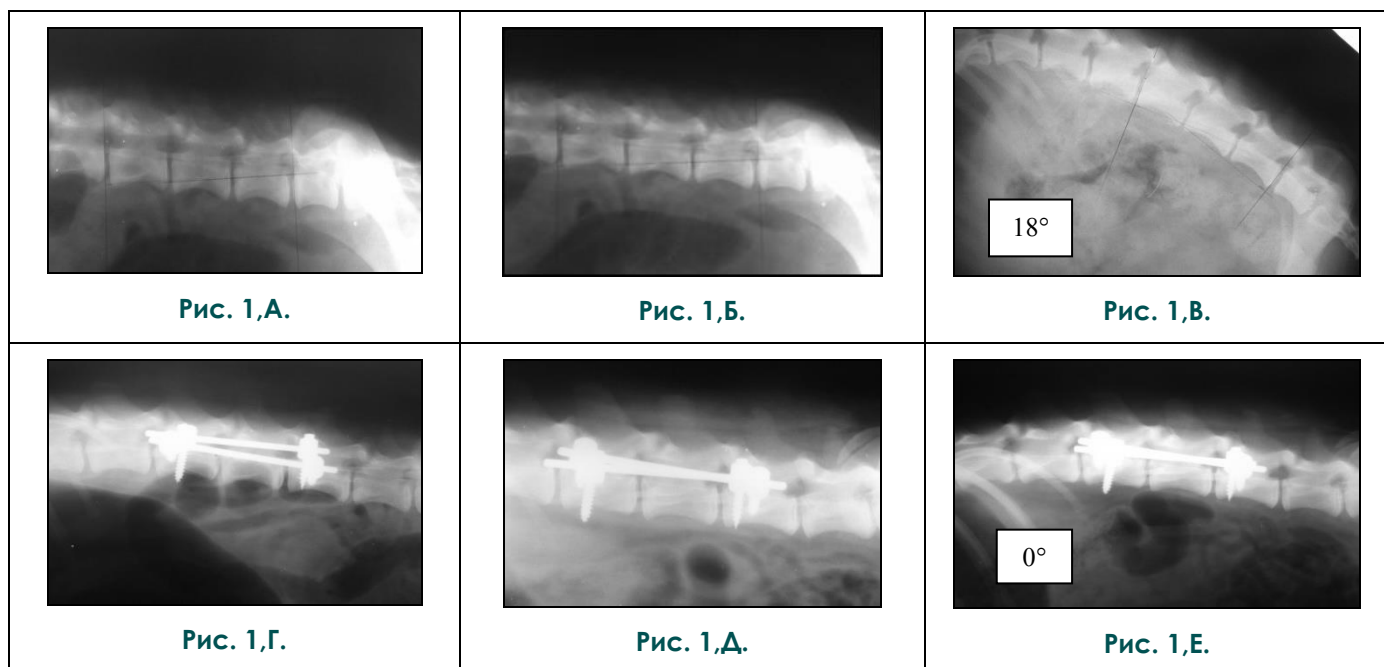 Рис. 1,А.
Рис. 1,Б.
18°
Рис. 1,В.
Рис. 1,Г.
Рис. 1,Д.
0°
Рис. 1,Е.